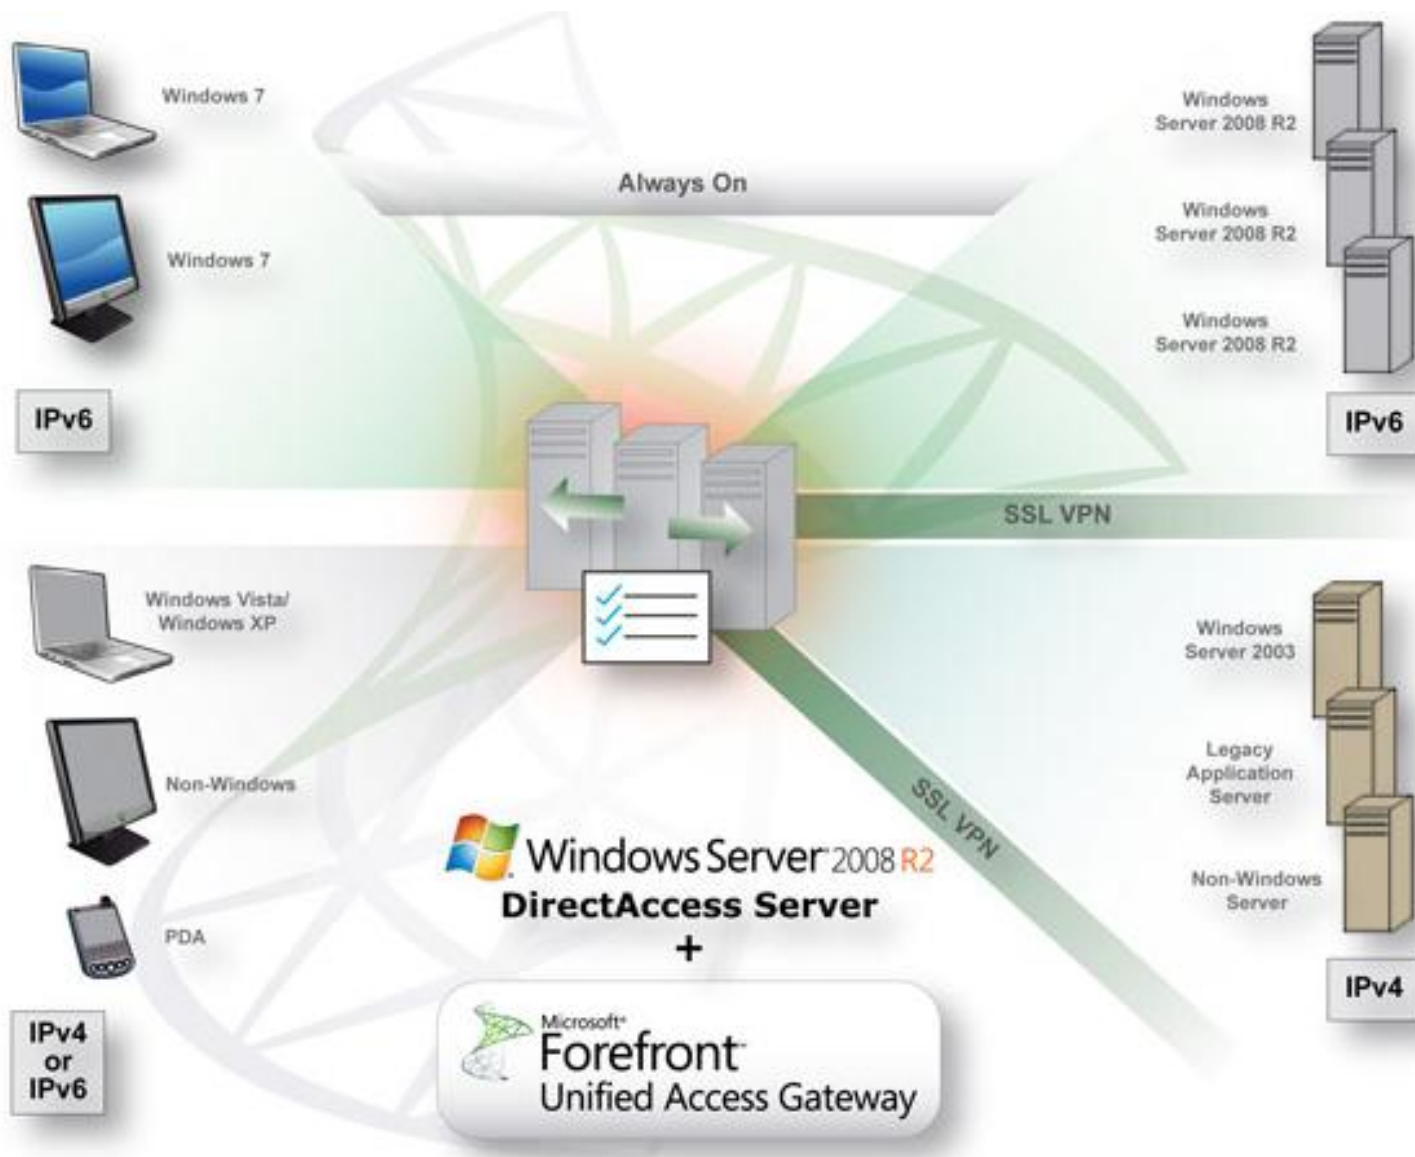 Windows 7
Windows
Server 2008 R2
Always On
Windows
Server 2008 R2
Windows 7
Windows
Server 2008 R2
IPv6
IPv6
SSL VPN
Windows Vista/
Windows XP
Windows
Server 2003
Non-Windows
Legacy
Application
Server
SSL VPN
Non-Windows
Server
PDA
IPv4
or
IPv6
IPv4
Windows Server 2008 R2
DirectAccess Server
+
Microsoft
Forefront
Unified Access Gateway